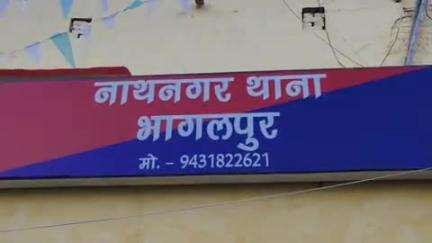 नाथनगर थाना
भागलपुर
मो. - 9431822621